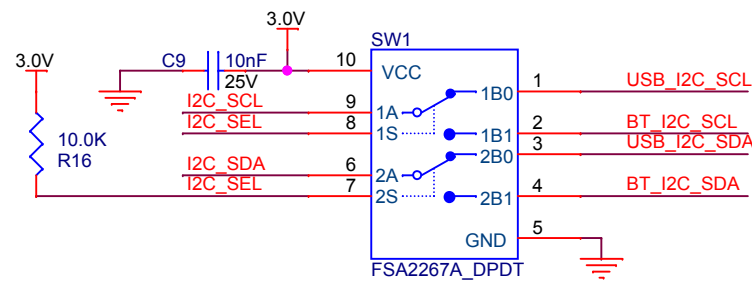 3.0V
SW1
3.0V
C9
10nF
25V
10
VCC
1
USB_I2C_SCL
I2C_SCL
9
1A
1B0
I2C_SEL
8
1S
1B1
2
BT_I2C_SCL
10.0K
R16
3
USB_I2C_SDA
I2C_SDA
6
2A
2B0
I2C_SEL
7
2S
2B1
4
BT_I2C_SDA
GND
5
FSA2267A_DPDT